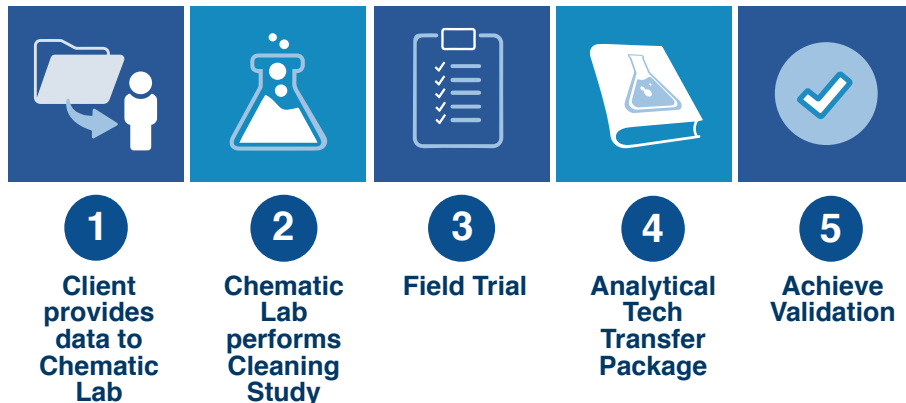 1
Client
provides
data to
Chematic
Lab
2
Chematic
Lab
performs
Cleaning
Study
3
Field Trial
4
Analytical
Tech
Transfer
Package
5
Achieve
Validation